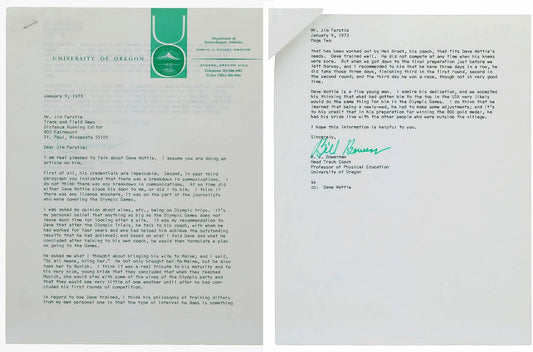 UNIVERSITY OF OREGON
UO
Department of
Intercollegiate Athletics
EUGENE, OREGON 97403
January 9, 1973
Mr. Jim Ferstle
Track and Field News
Distance Running Editor
802 Fairmount
St. Paul, Minnesota 55105
Dear Jim Ferstle:
I am real pleased to talk about Dave Wottle. I assume you are doing an
article on him.
First of all, his credentials are impeccable. Second, in your third
paragraph you indicated that there was a breakdown in communications. I
do not think there was any breakdown in communications. At no time did
either Dave Wottle close his door to me, or did I to him. I think if
there was any license anywhere, it was on the part of the journalists
who were covering the Olympic Games.
I was asked my opinion about wives, etc., being on Olympic trips. It's
my personal belief that anything as big as the Olympic Games does not
leave much time for looking after a wife. It was my recommendation to
Dave that after the Olympic Trials, he talk to his coach, with whom he
had worked for four years and who had helped him achieve the outstanding
results that he had achieved; and based on what I told Dave and what he
concluded after talking to his own coach, he would then formulate a plan
on going to the Games.
He asked me what I thought about bringing his wife to Maine; and I said,
"By all means, bring her." He not only brought her to Maine, but he also
took her to Munich. I think it was a real tribute to his maturity and to
his very nice, young bride that they concluded that when they reached
Munich, she would stay with some of the wives of the Olympic party and
that they would see very little of one another until after he had con-
cluded his first rounds of competition.
In regard to how Dave trained, I think his philosophy of training differs
from my own personal one in that the type of interval he does is something
Mr. Jim Ferstle
January 9, 1973
Page Two
that has been worked out by Mel Brodt, his coach, that fits Dave Wottle's
needs. Dave trained well. He did not compete at any time when his knees
were sore. But when we got down to the final preparation just before we
left Norway, and I recommended to him that he have three days in a row, he
did take those three days, finishing third in the first round, second in
the second round; and the third day he won a race, though not in very good
time.
Dave Wottle is a fine young man. I admire his dedication, and we accepted
his thinking that what had gotten him to the top in the USA very likely
would do the same thing for him in the Olympic Games. I do think that he
learned that being a newlywed, he had to make some adjustments; and it's
to his credit that in his preparation for winning the 800 gold medal, he
had his bride live with the other people who were outside the village.
I hope this information is helpful to you.
Sincerely,
Bill Bowerman
W. J. Bowerman
Head Track Coach
Professor of Physical Education
University of Oregon
cc: Dave Wottle